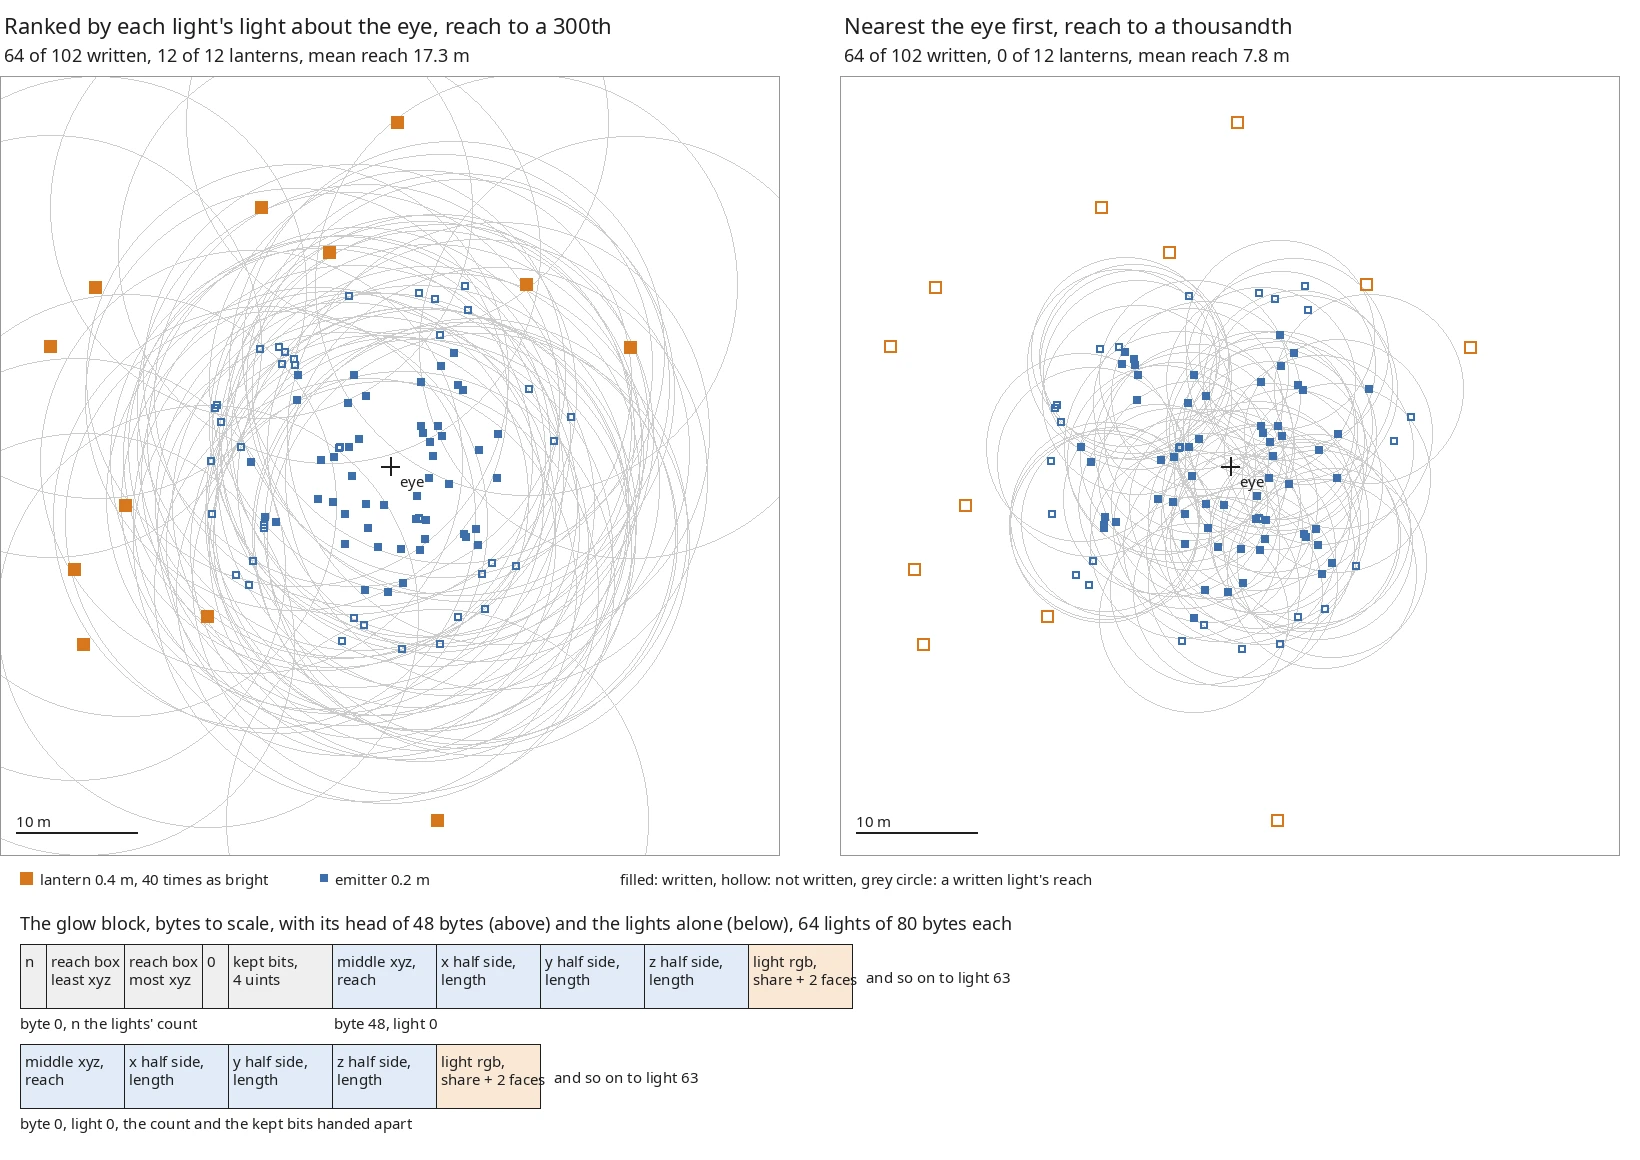 Ranked by each light's light about the eye, reach to a 300th
64 of 102 written, 12 of 12 lanterns, mean reach 17.3 m
eye
10 m
Nearest the eye first, reach to a thousandth
64 of 102 written, 0 of 12 lanterns, mean reach 7.8 m
eye
10 m
lantern 0.4 m, 40 times as bright
emitter 0.2 m
filled: written, hollow: not written, grey circle: a written light's reach
The glow block, bytes to scale, with its head of 48 bytes (above) and the lights alone (below), 64 lights of 80 bytes each
n
reach box
least xyz
reach box
most xyz
0
kept bits,
4 uints
middle xyz,
reach
x half side,
length
y half side,
length
z half side,
length
light rgb,
share + 2 faces
and so on to light 63
byte 0, n the lights' count
byte 48, light 0
middle xyz,
reach
x half side,
length
y half side,
length
z half side,
length
light rgb,
share + 2 faces
and so on to light 63
byte 0, light 0, the count and the kept bits handed apart